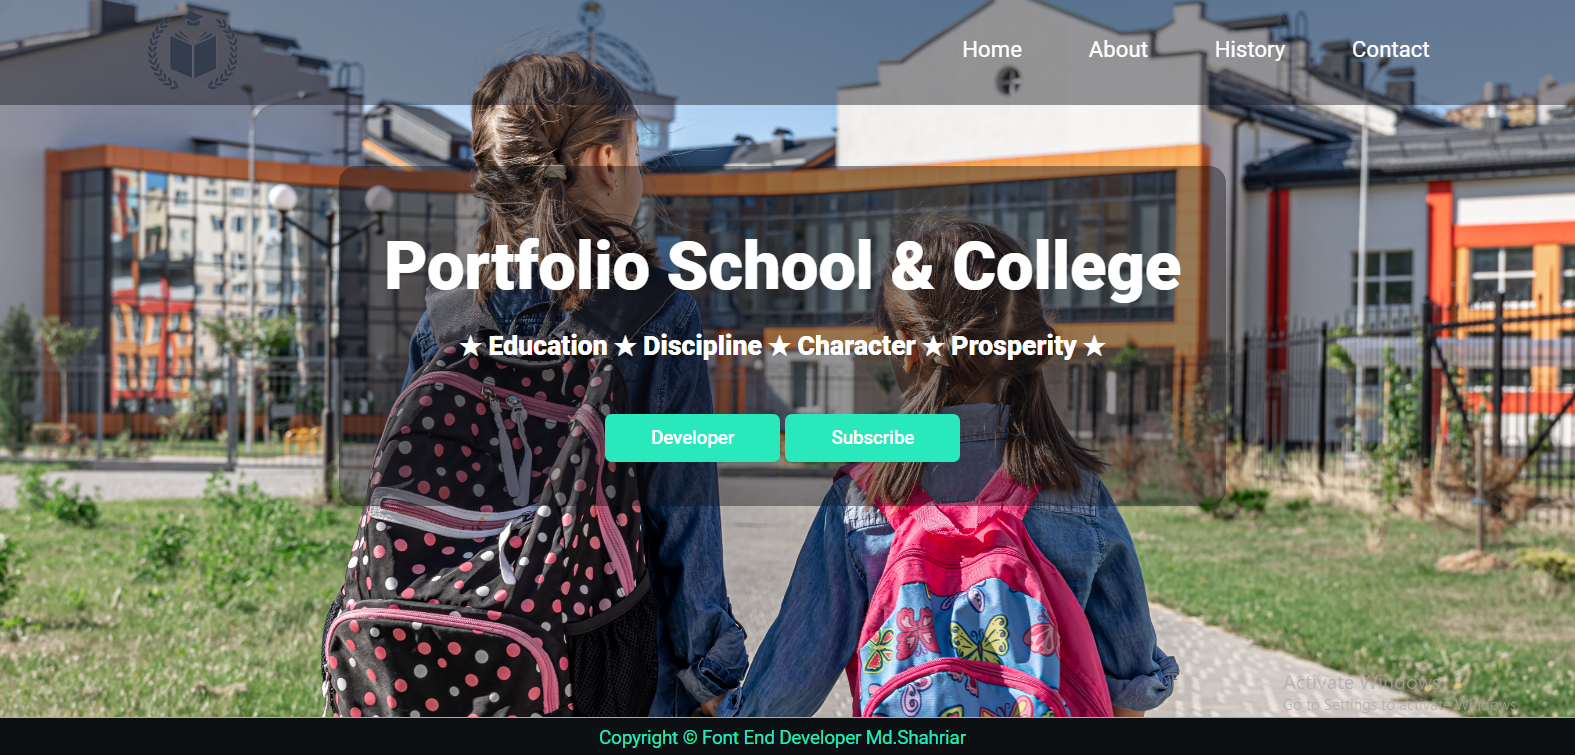 Home About History Contact
Portfolio School & College
★ Education ★ Discipline ★ Character ★ Prosperity ★
Developer Subscribe
Activate Windows
Go to Settings to activate Windows.
Copyright © Font End Developer Md.Shahriar